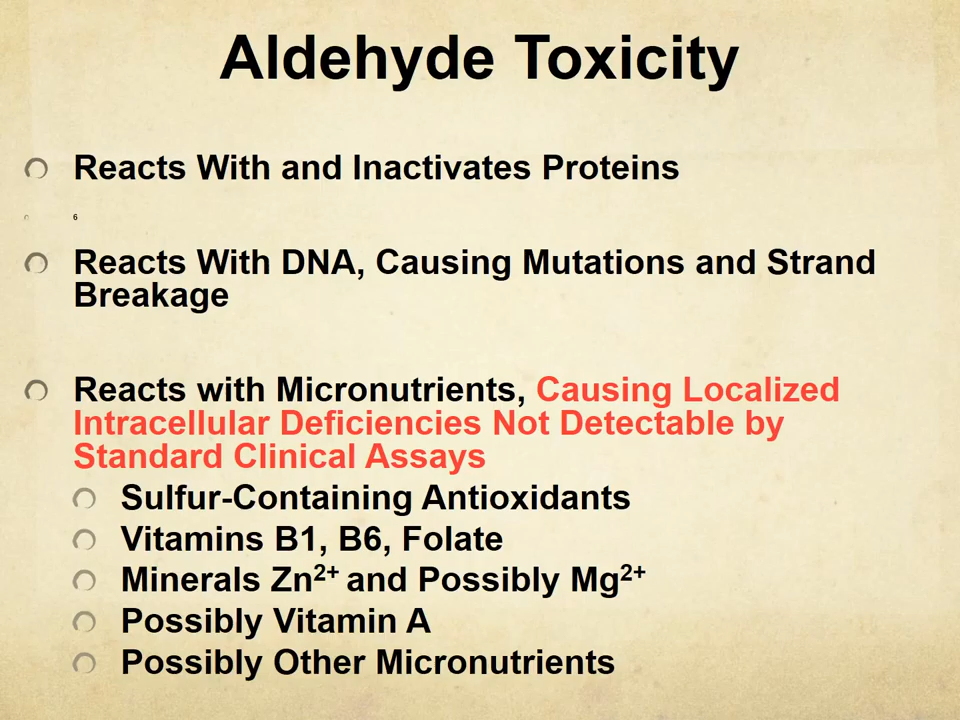 Aldehyde Toxicity
Reacts With and Inactivates Proteins
6
Reacts With DNA, Causing Mutations and Strand
Breakage
Reacts with Micronutrients, Causing Localized
Intracellular Deficiencies Not Detectable by
Standard Clinical Assays
Sulfur-Containing Antioxidants
Vitamins B1, B6, Folate
Minerals Zn²⁺ and Possibly Mg²⁺
Possibly Vitamin A
Possibly Other Micronutrients